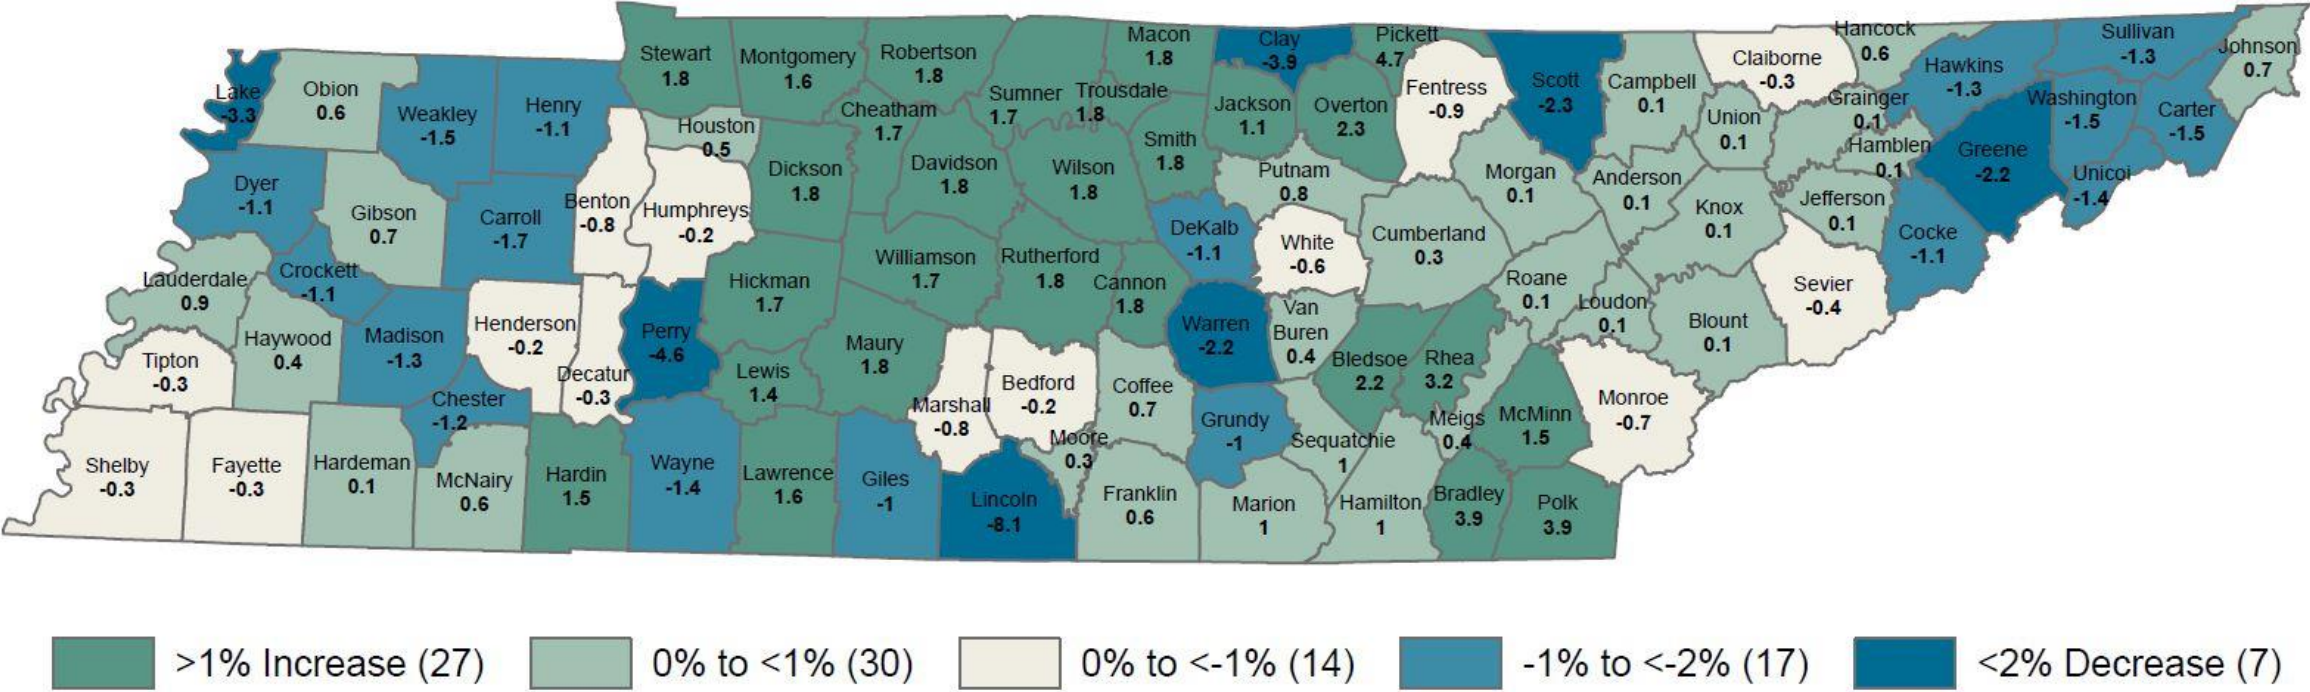 Stewart
1.8
Montgomery
1.6
Robertson
1.8
Sumner
1.7
Trousdale
1.8
Macon
1.8
Clay
-3.9
Pickett
4.7
Fentress
-0.9
Scott
-2.3
Campbell
0.1
Claiborne
-0.3
Hancock
0.6
Hawkins
-1.3
Sullivan
-1.3
Johnson
0.7
Lake
-3.3
Obion
0.6
Weakley
-1.5
Henry
-1.1
Houston
0.5
Cheatham
1.7
Smith
1.8
Jackson
1.1
Overton
2.3
Union
0.1
Grainger
0.1
Hamblen
0.1
Greene
-2.2
Washington
-1.5
Carter
-1.5
Unicoi
-1.4
Dyer
-1.1
Gibson
0.7
Carroll
-1.7
Benton
-0.8
Humphreys
-0.2
Dickson
1.8
Davidson
1.8
Wilson
1.8
Putnam
0.8
Morgan
0.1
Anderson
0.1
Knox
0.1
Jefferson
0.1
Cocke
-1.1
Lauderdale
0.9
Crockett
-1.1
Hickman
1.7
Williamson
1.7
Rutherford
1.8
Cannon
1.8
DeKalb
-1.1
White
-0.6
Cumberland
0.3
Roane
0.1
Loudon
0.1
Blount
0.1
Sevier
-0.4
Tipton
-0.3
Haywood
0.4
Madison
-1.3
Henderson
-0.2
Decatur
-0.3
Perry
-4.6
Lewis
1.4
Maury
1.8
Marshall
-0.8
Bedford
-0.2
Coffee
0.7
Warren
-2.2
Van
Buren
0.4
Bledsoe
2.2
Rhea
3.2
Meigs
0.4
McMinn
1.5
Monroe
-0.7
Shelby
-0.3
Fayette
-0.3
Hardeman
0.1
Chester
-1.2
McNairy
0.6
Hardin
1.5
Wayne
-1.4
Lawrence
1.6
Giles
-1
Lincoln
-8.1
Moore
0.3
Franklin
0.6
Grundy
-1
Sequatchie
1
Marion
1
Hamilton
1
Bradley
3.9
Polk
3.9
>1% Increase (27)
0% to <1% (30)
0% to <-1% (14)
-1% to <-2% (17)
<2% Decrease (7)